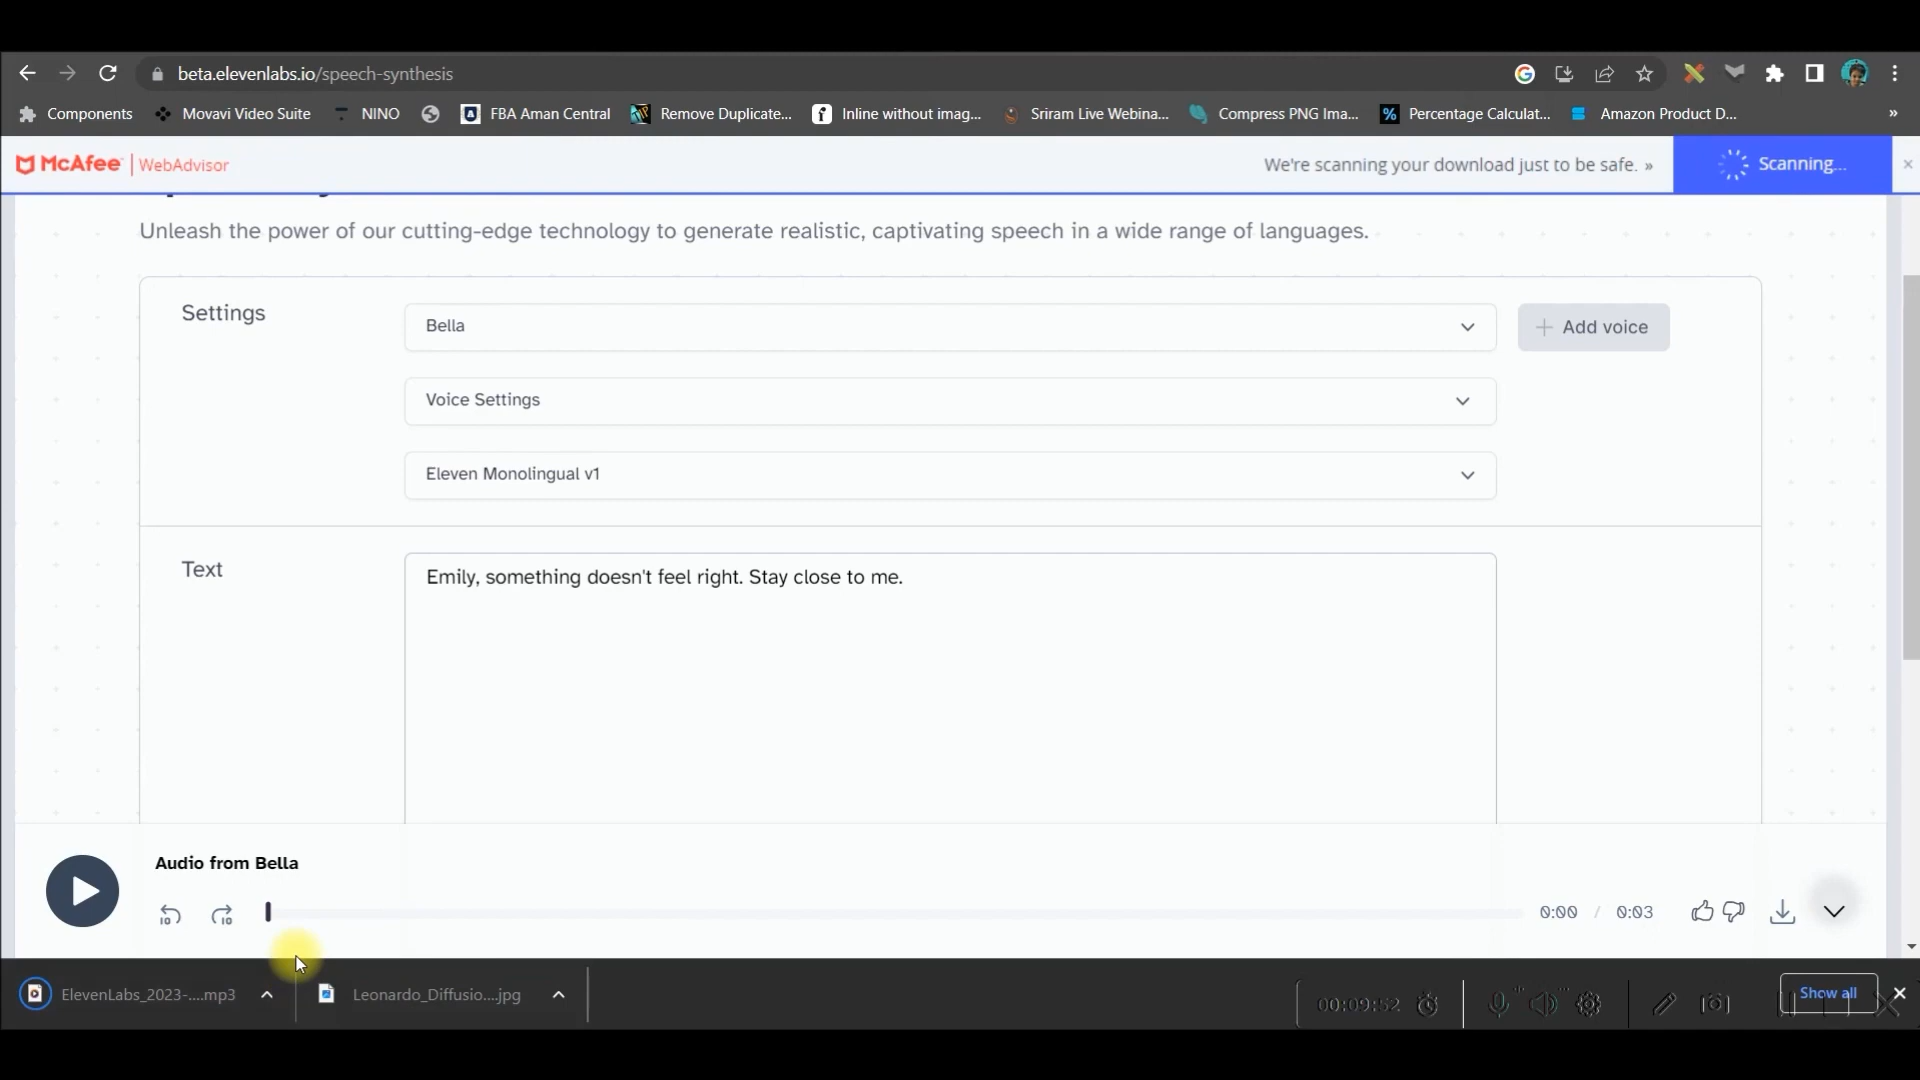 beta.elevenlabs.io/speech-synthesis
Components Movavi Video Suite NINO FBA Aman Central Remove Duplicate... Inline without imag... Sriram Live Webina... Compress PNG Ima... Percentage Calculat... Amazon Product D... »
McAfee | WebAdvisor We're scanning your download just to be safe. » Scanning...
Unleash the power of our cutting-edge technology to generate realistic, captivating speech in a wide range of languages.
Settings Bella + Add voice
Voice Settings
Eleven Monolingual v1
Text Emily, something doesn't feel right. Stay close to me.
Audio from Bella
10 10 0:00 / 0:03
ElevenLabs_2023-....mp3 Leonardo_Diffusio....jpg 00:09:52 Show all